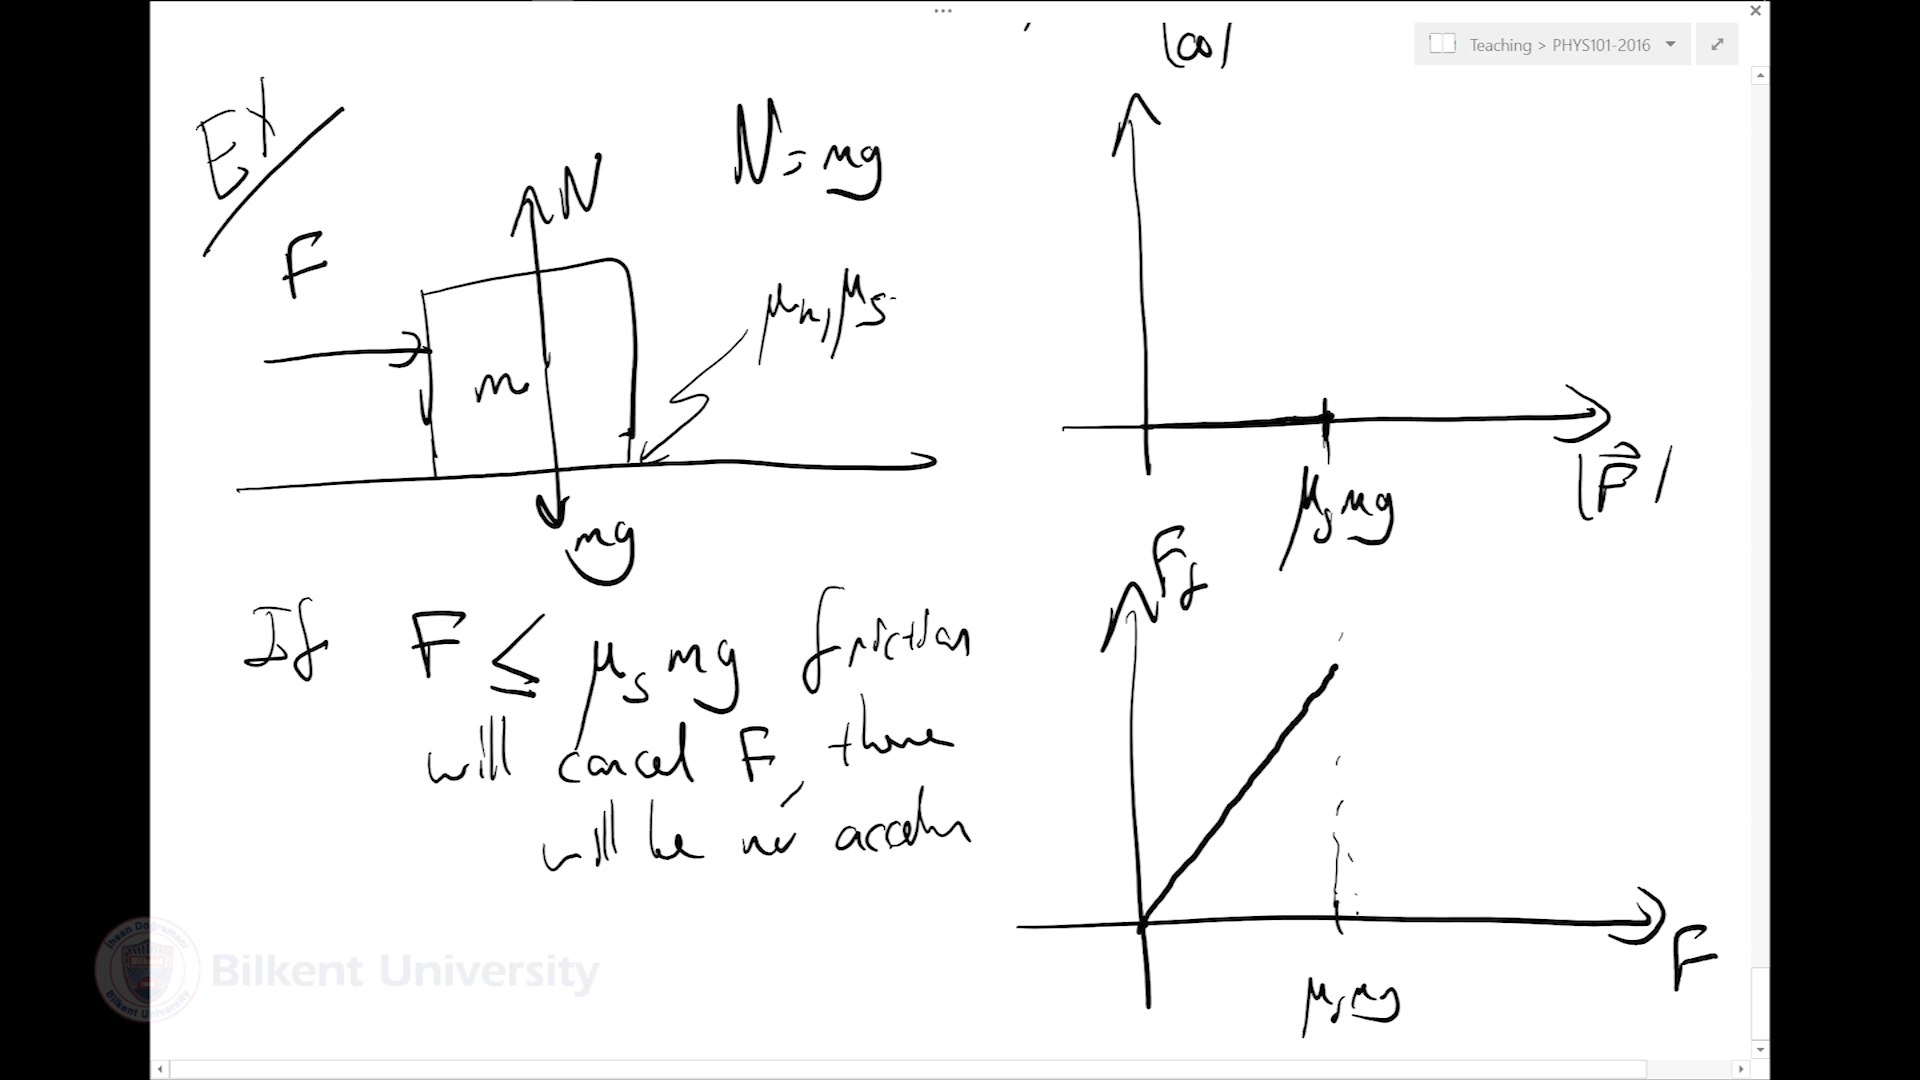 Teaching > PHYS101-2016
Ex
N = mg
N
F
μk, μs
m
mg
If F ≤ μs mg friction
will cancel F, there
will be no acceln
|a|
|F⃗|
μs mg
Ff
F
μs mg
Bilkent University